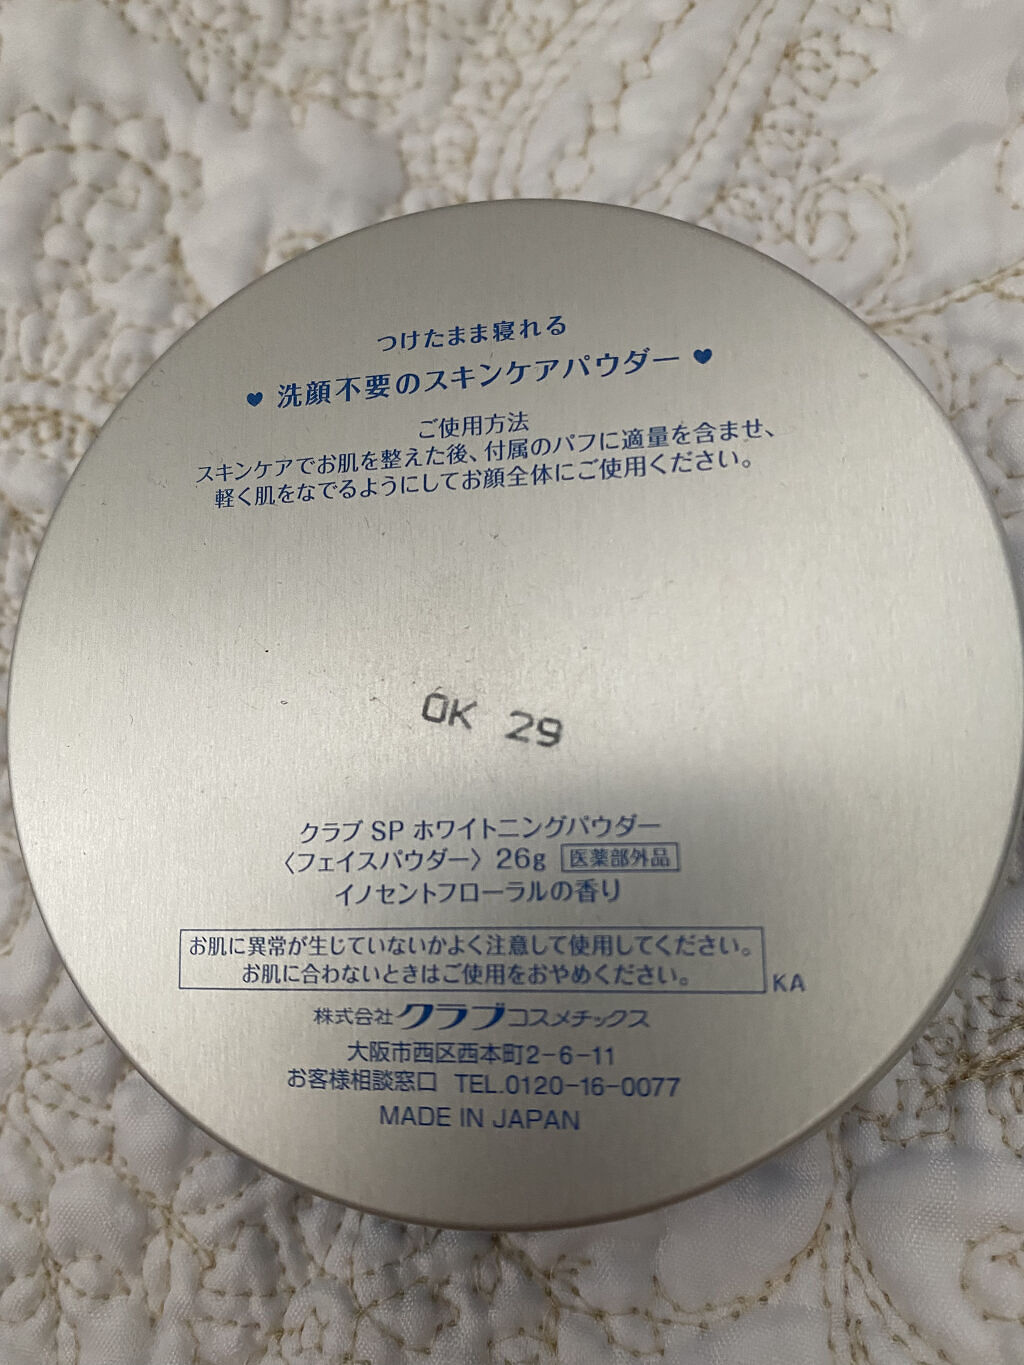 つけたまま寝れる
♥ 洗顔不要のスキンケアパウダー ♥
ご使用方法
スキンケアでお肌を整えた後、付属のパフに適量を含ませ、
軽く肌をなでるようにしてお顔全体にご使用ください。
OK 29
クラブ SP ホワイトニングパウダー
〈フェイスパウダー〉 26g 医薬部外品
イノセントフローラルの香り
お肌に異常が生じていないかよく注意して使用してください。
お肌に合わないときはご使用をおやめください。
KA
株式会社クラブコスメチックス
大阪市西区西本町2-6-11
お客様相談窓口 TEL.0120-16-0077
MADE IN JAPAN